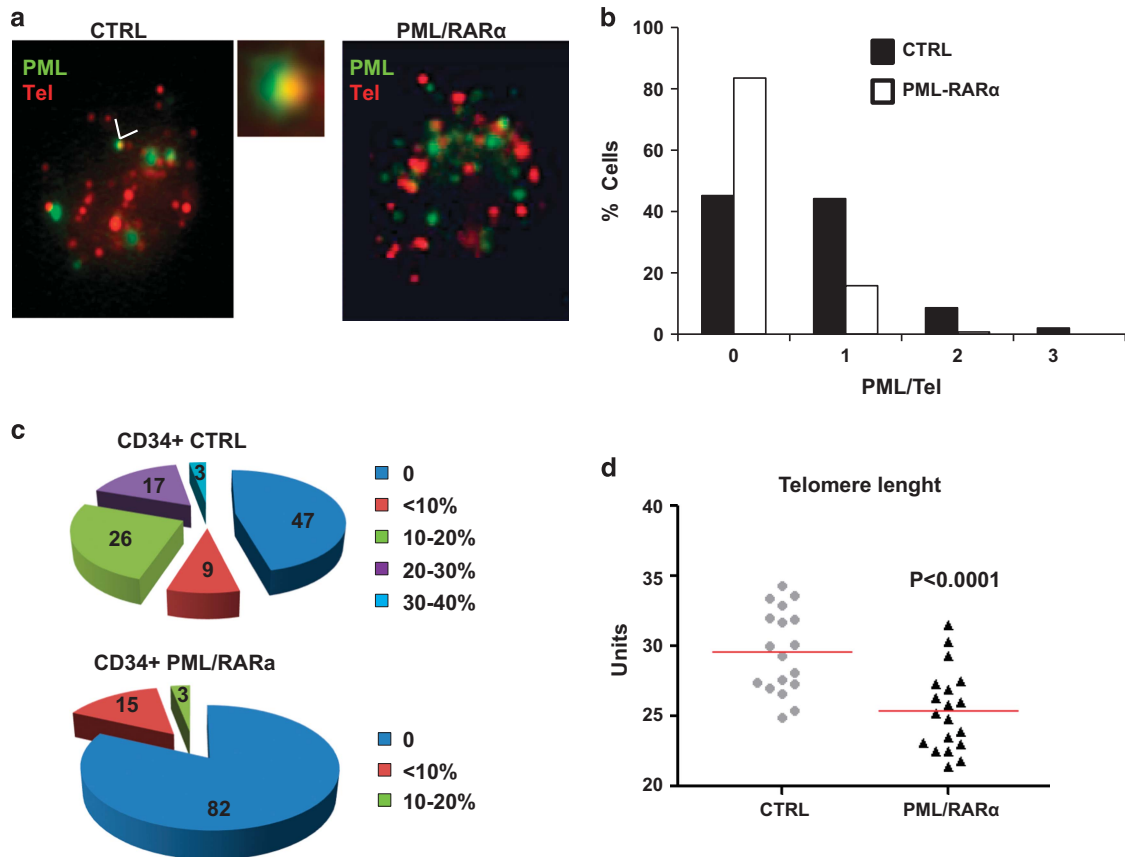 a
CTRL
PML/RARα
PML
Tel
PML
Tel
b
100
80
60
40
20
0
% Cells
CTRL
PML-RARα
0 1 2 3
PML/Tel
c
CD34+ CTRL
3
17
26
47
9
0
<10%
10-20%
20-30%
30-40%
CD34+ PML/RARa
3
15
82
0
<10%
10-20%
d
Telomere lenght
40
35
30
25
20
Units
P<0.0001
CTRL PML/RARα